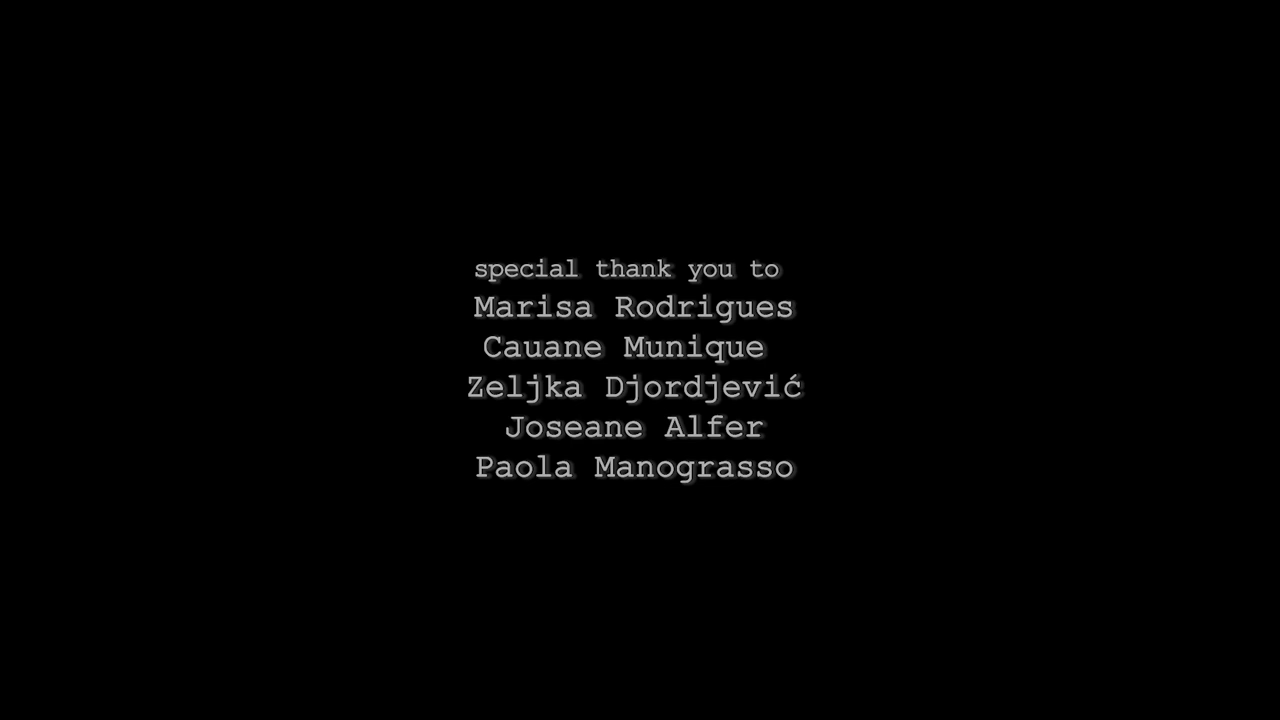 special thank you to
Marisa Rodrigues
Cauane Munique
Zeljka Djordjević
Joseane Alfer
Paola Manograsso